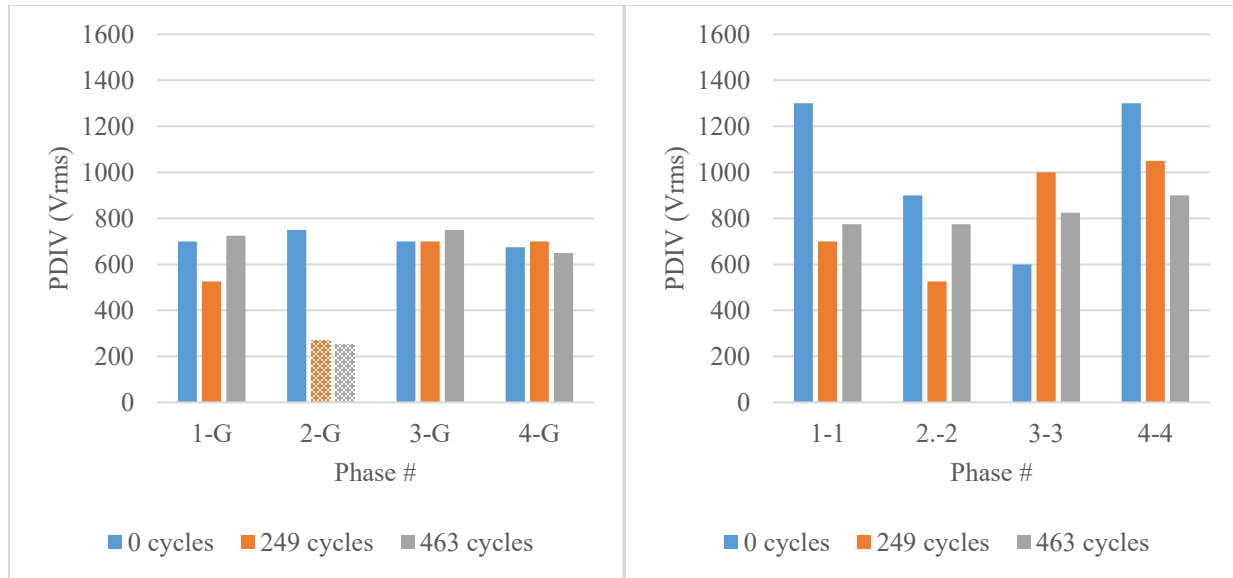 1600
1400
1200
1000
800
600
400
200
0
PDIV (Vrms)
1-G 2-G 3-G 4-G
Phase #
0 cycles 249 cycles 463 cycles
1600
1400
1200
1000
800
600
400
200
0
PDIV (Vrms)
1-1 2.-2 3-3 4-4
Phase #
0 cycles 249 cycles 463 cycles